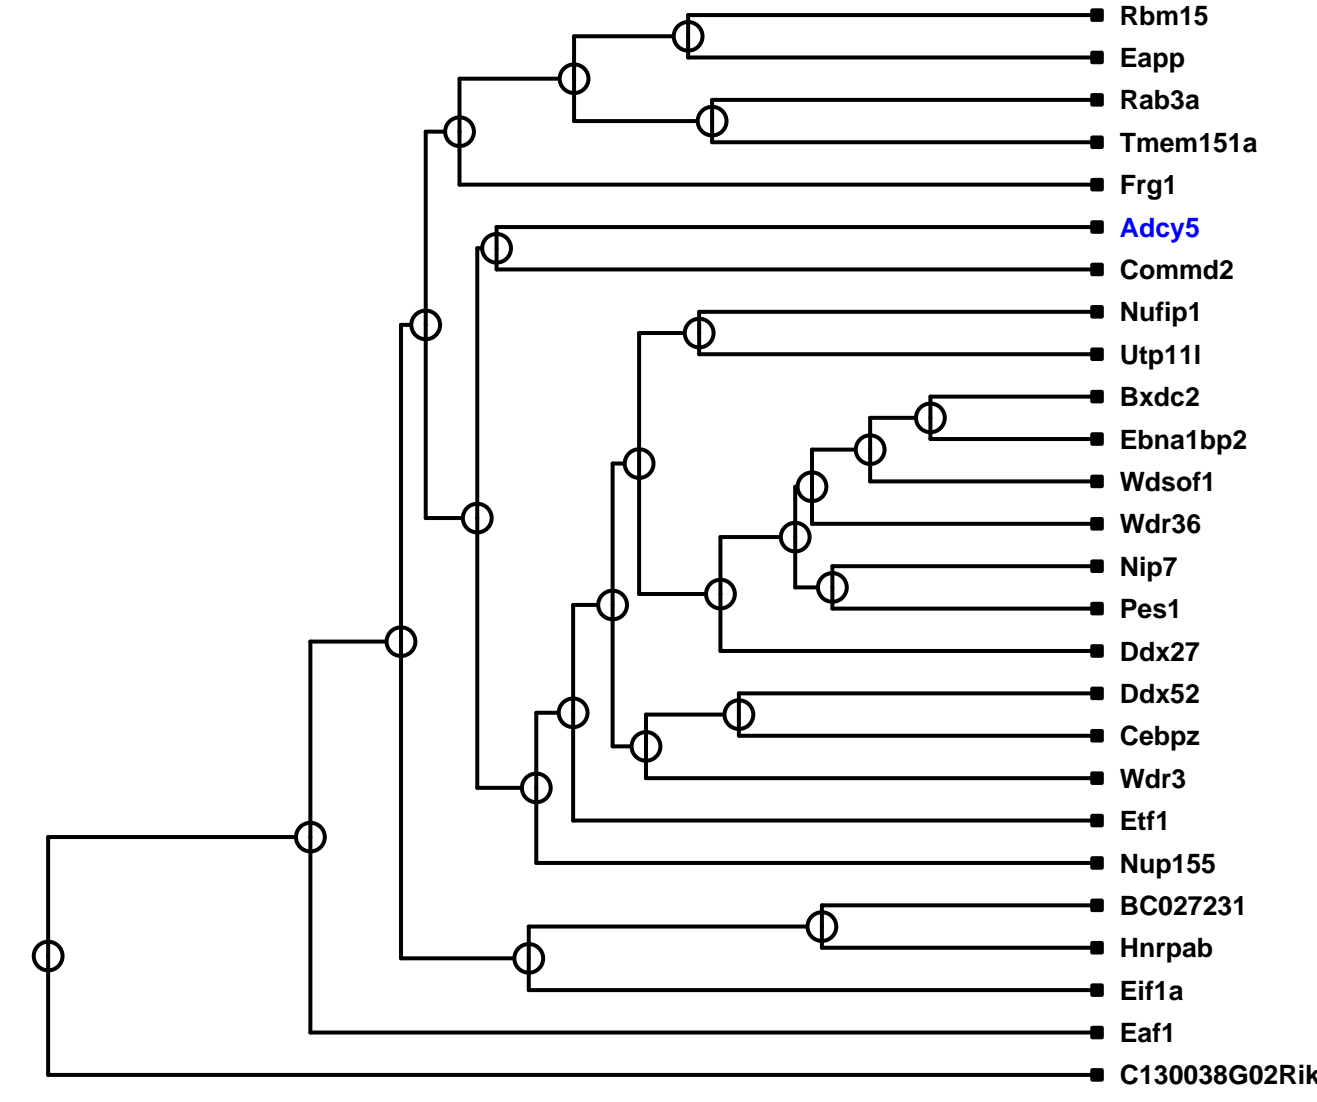 Rbm15
Eapp
Rab3a
Tmem151a
Frg1
Adcy5
Commd2
Nufip1
Utp11l
Bxdc2
Ebna1bp2
Wdsof1
Wdr36
Nip7
Pes1
Ddx27
Ddx52
Cebpz
Wdr3
Etf1
Nup155
BC027231
Hnrpab
Eif1a
Eaf1
C130038G02Rik